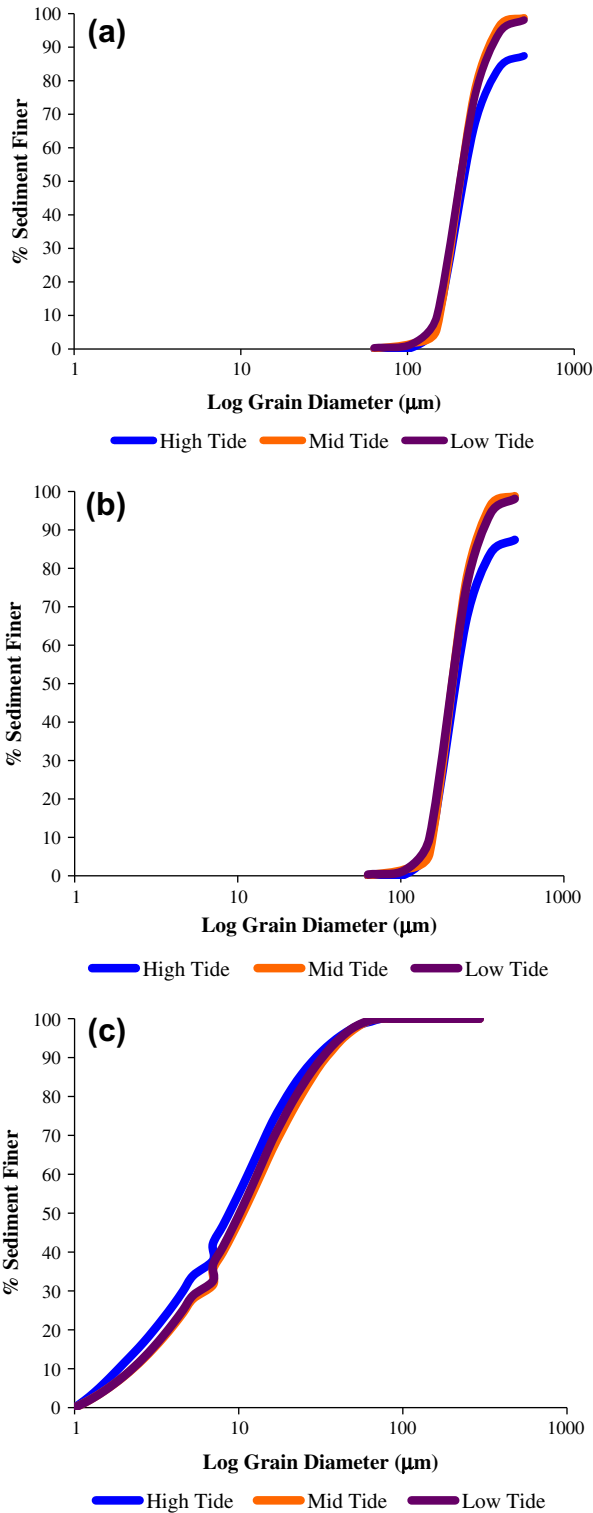 (a)
% Sediment Finer
100
90
80
70
60
50
40
30
20
10
0
1 10 100 1000
Log Grain Diameter (μm)
High Tide Mid Tide Low Tide
(b)
% Sediment Finer
100
90
80
70
60
50
40
30
20
10
0
1 10 100 1000
Log Grain Diameter (μm)
High Tide Mid Tide Low Tide
(c)
% Sediment Finer
100
90
80
70
60
50
40
30
20
10
0
1 10 100 1000
Log Grain Diameter (μm)
High Tide Mid Tide Low Tide